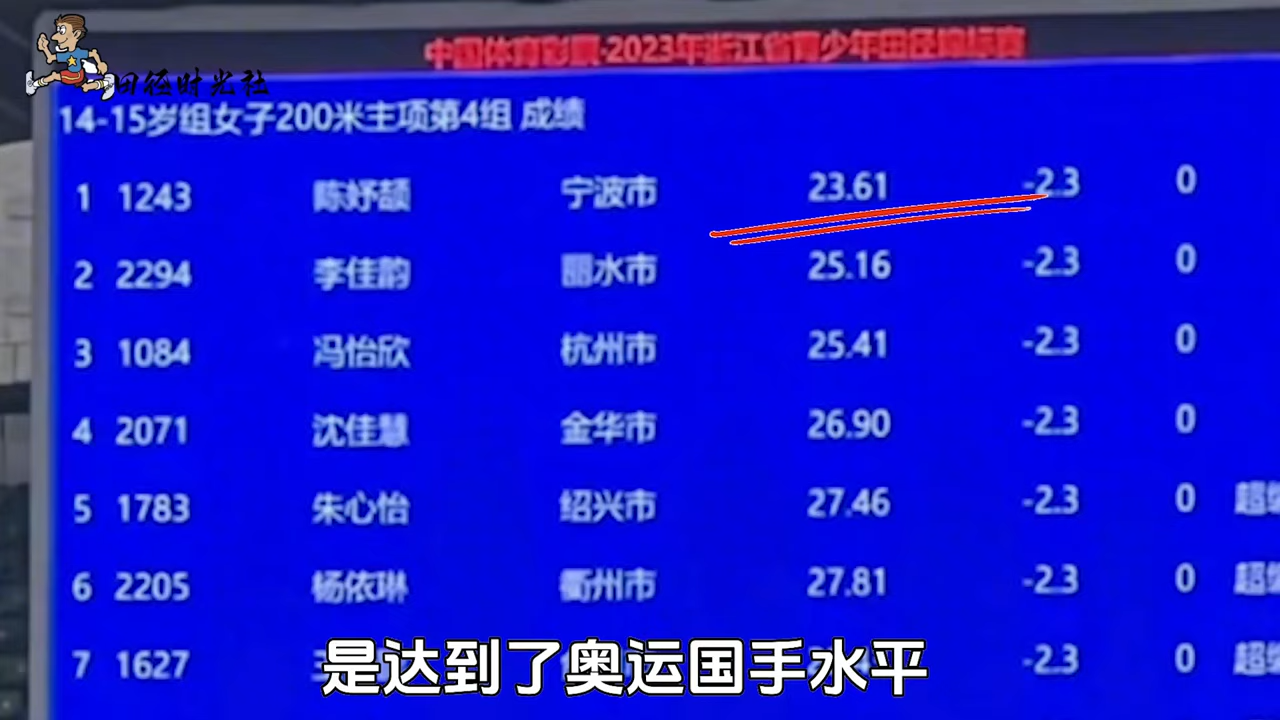 中国体育彩票·2023年浙江省青少年田径锦标赛
田径时光社
14-15岁组女子200米主项第4组 成绩
1 1243 陈妤颉 宁波市 23.61 -2.3 0
2 2294 李佳韵 丽水市 25.16 -2.3 0
3 1084 冯怡欣 杭州市 25.41 -2.3 0
4 2071 沈佳慧 金华市 26.90 -2.3 0
5 1783 朱心怡 绍兴市 27.46 -2.3 0 超
6 2205 杨依琳 衢州市 27.81 -2.3 0 超
7 1627 -2.3 0 超
是达到了奥运国手水平